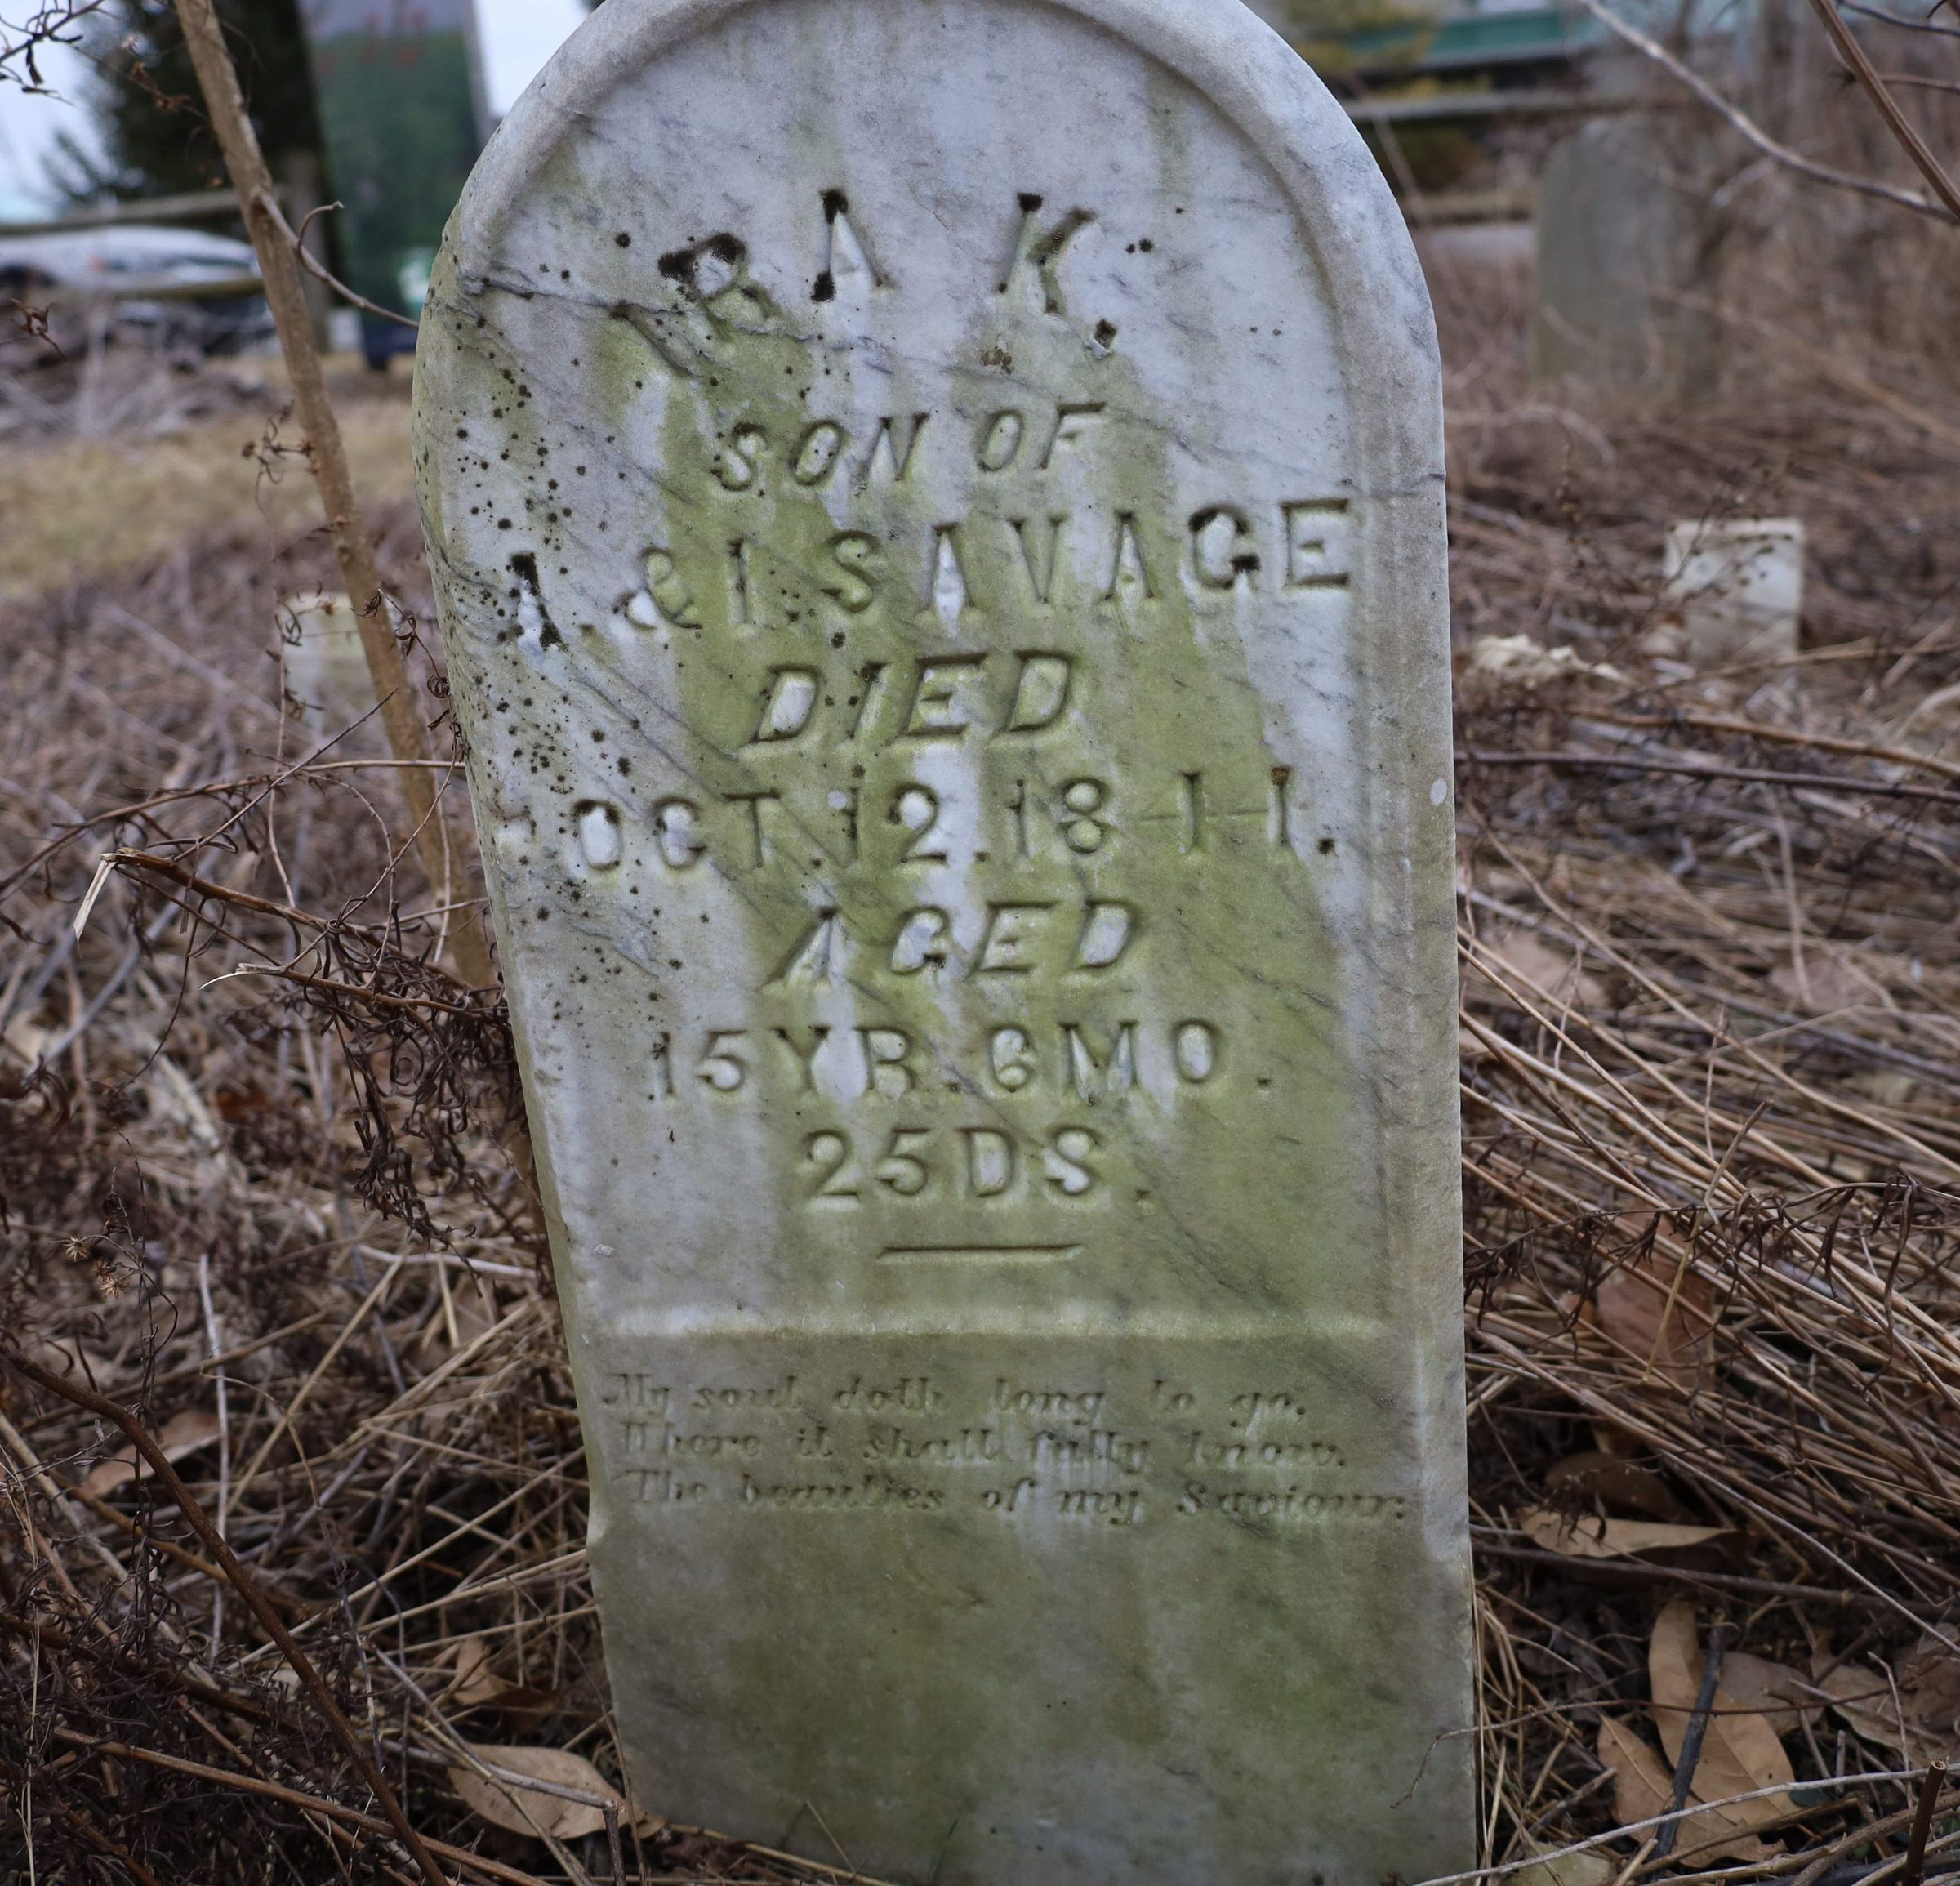 R A K.
SON OF
I. & I. SAVAGE
DIED
OCT. 12. 18
AGED
15 YR. 6 MO.
25 DS.
My soul doth long to go.
Where it shall fully know.
The beauties of my Saviour: